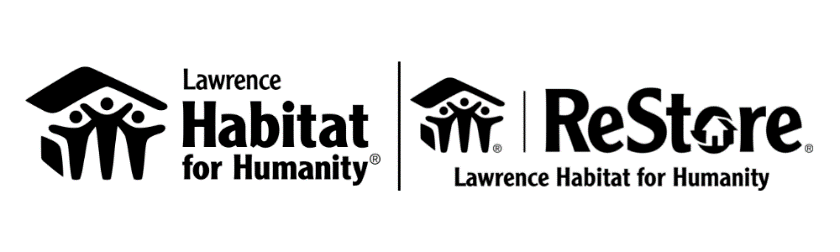 Lawrence
Habitat
for Humanity®
®
ReStore®
Lawrence Habitat for Humanity